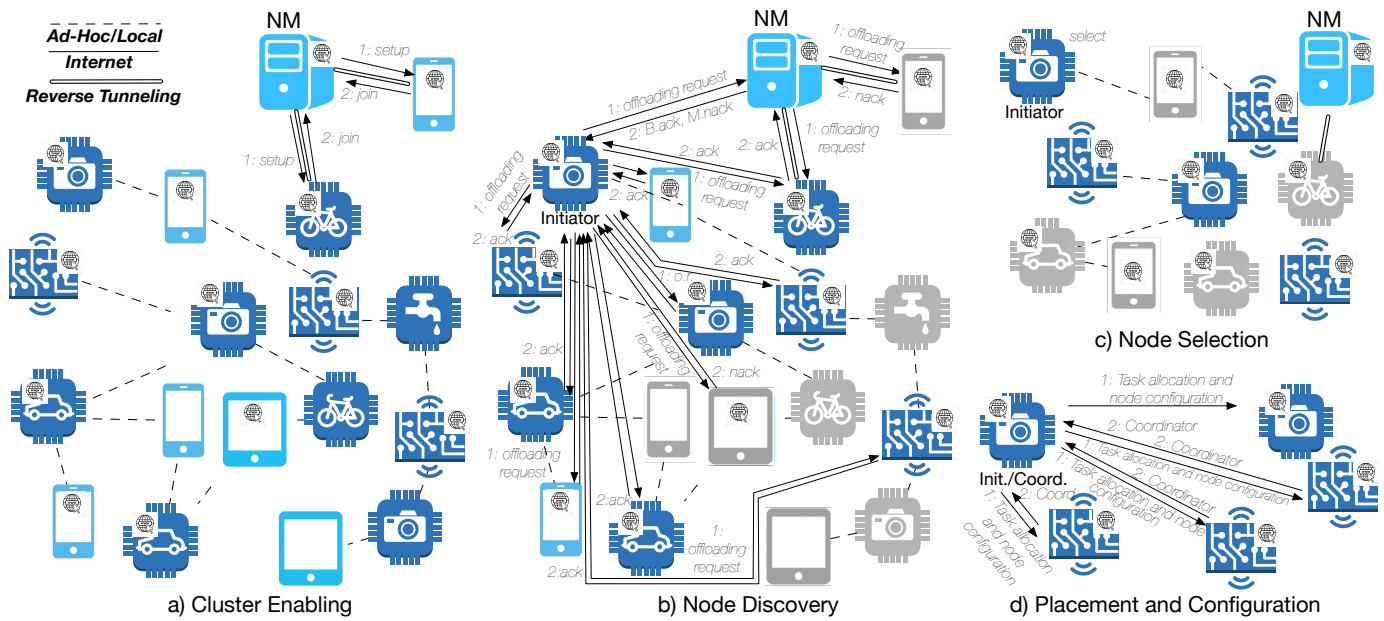 Ad-Hoc/Local
Internet
Reverse Tunneling
NM
1: setup
2: join
2: join
1: setup
a) Cluster Enabling
NM
1: offloading
request
2: nack
1: offloading request
2: B.ack, M.nack
1: offloading
request
2: ack
2: ack
1: offloading
request
2: ack
1: offloading
request
2: ack
Initiator
2: ack
1: o.r.
1: offloading
request
2: nack
2: ack
1: offloading
request
2:ack
2:ack
1:
offloading
request
b) Node Discovery
select
NM
Initiator
c) Node Selection
1: Task allocation and
node configuration
2: Coordinator
1: Task allocation and node configuration
2: Coordinator
1: Task allocation and node
configuration
2: Coordinator
Init./Coord.
2: Coord.
1: Task allocation
and node
configuration
d) Placement and Configuration